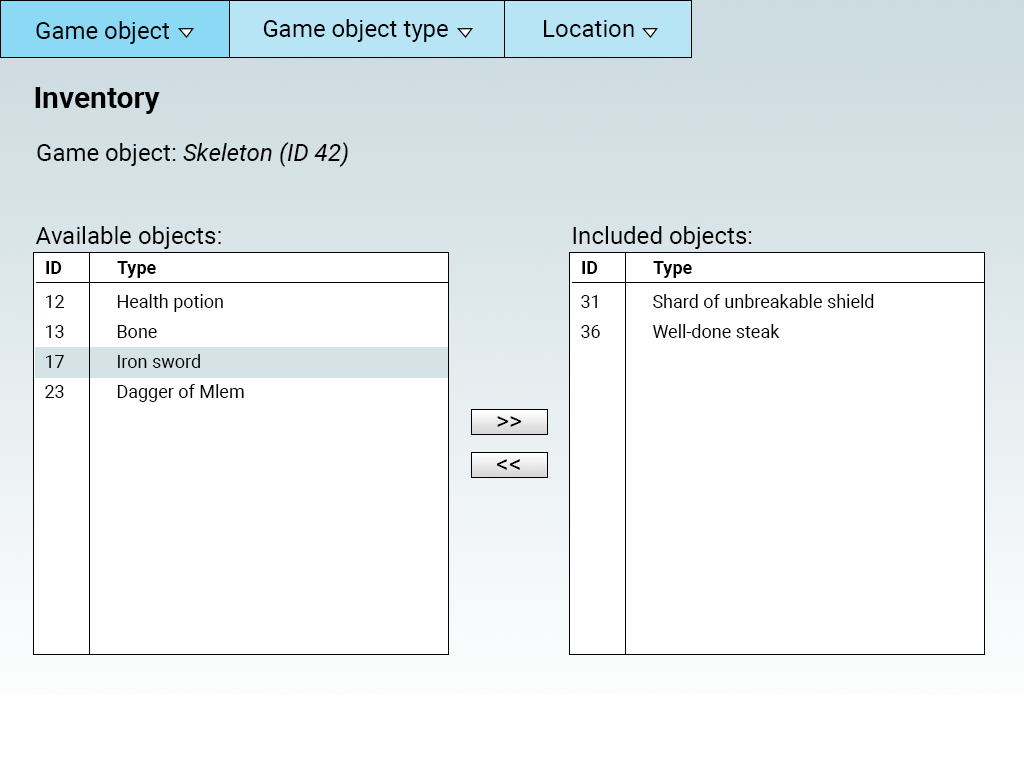 Game object Game object type Location
Inventory
Game object: Skeleton (ID 42)
Available objects:
ID Type
12 Health potion
13 Bone
17 Iron sword
23 Dagger of Mlem
>>
<<
Included objects:
ID Type
31 Shard of unbreakable shield
36 Well-done steak